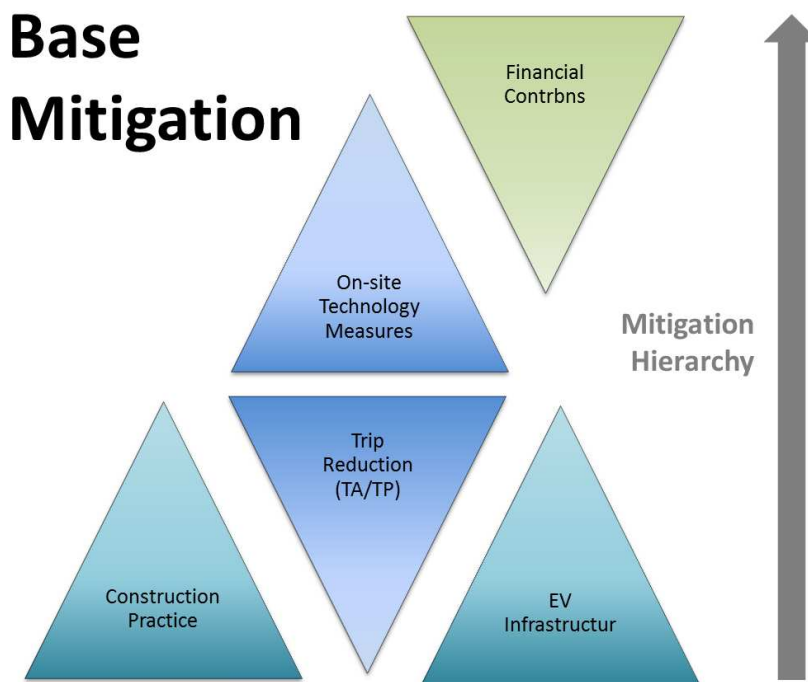 Base
Mitigation
Financial
Contrbns
On-site
Technology
Measures
Mitigation
Hierarchy
Trip
Reduction
(TA/TP)
Construction
Practice
EV
Infrastructur